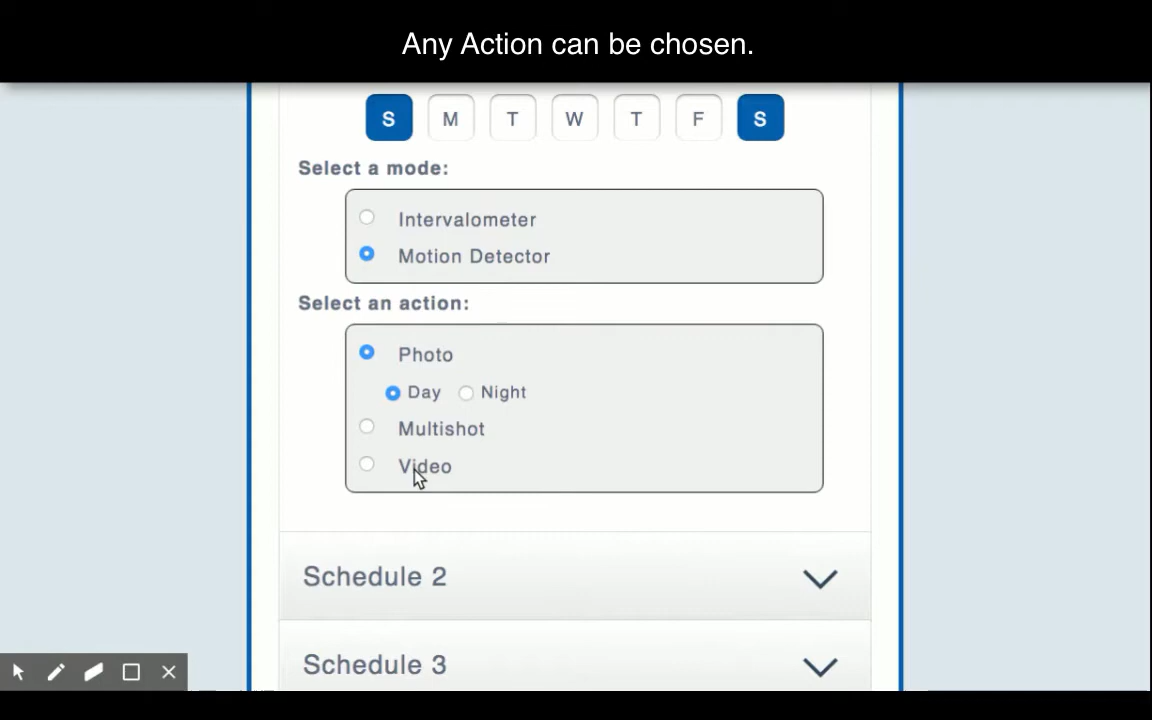 Any Action can be chosen.
S M T W T F S
Select a mode:
Intervalometer
Motion Detector
Select an action:
Photo
Day Night
Multishot
Video
Schedule 2
Schedule 3